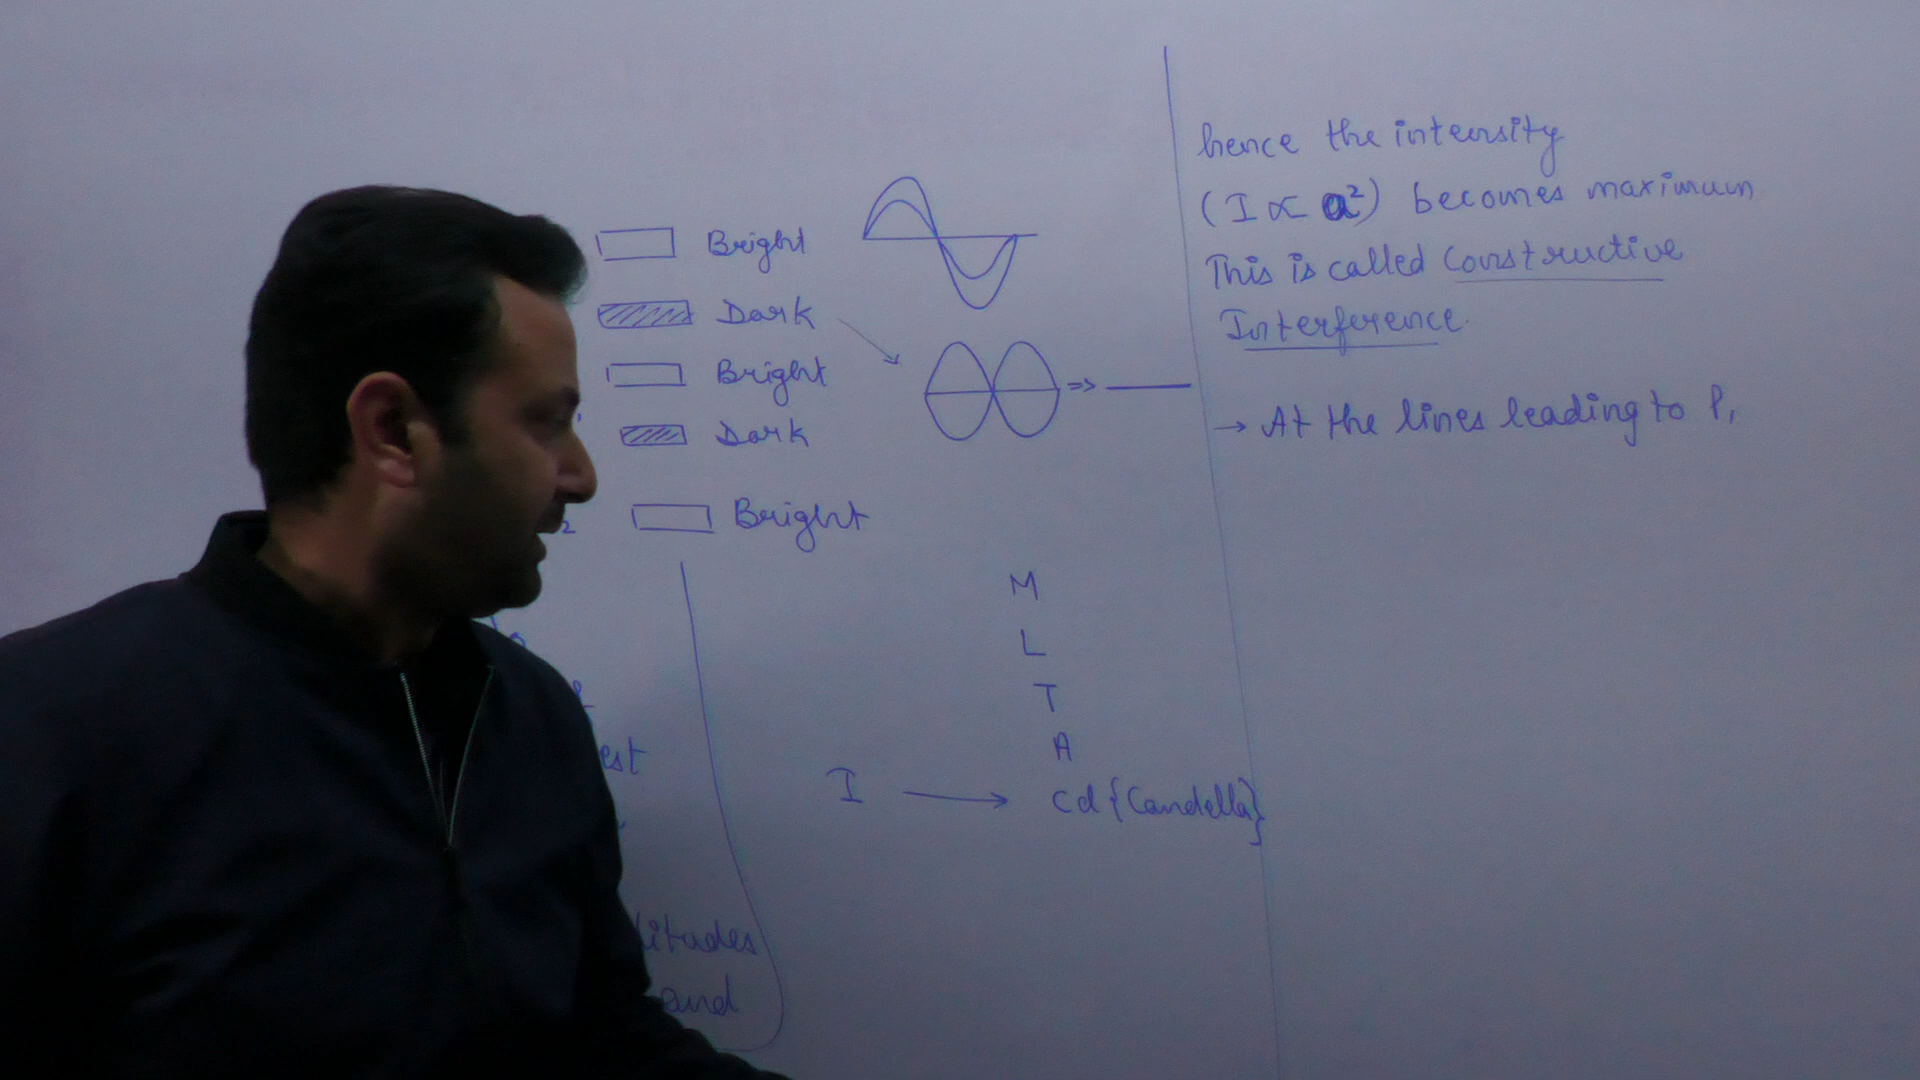 hence the intensity
(I ∝ a²) becomes maximum
This is called Constructive
Interference.
→ At the lines leading to P,
Bright
Dark
Bright
Dark
Bright
=>
M
L
T
A
I → cd {Candella}
2
est
litudes
and